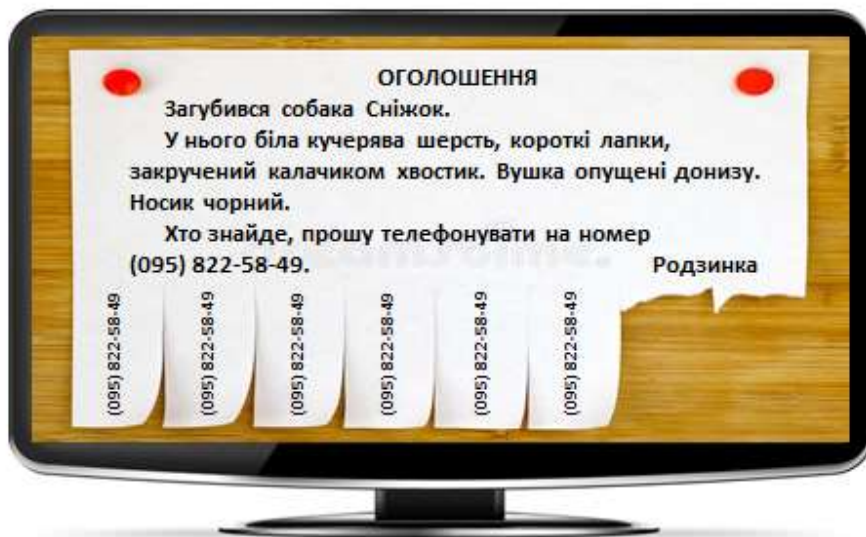 ОГОЛОШЕННЯ
Загубився собака Сніжок.
У нього біла кучерява шерсть, короткі лапки,
закручений калачиком хвостик. Вушка опущені донизу.
Носик чорний.
Хто знайде, прошу телефонувати на номер
(095) 822-58-49. Родзинка
(095) 822-58-49
(095) 822-58-49
(095) 822-58-49
(095) 822-58-49
(095) 822-58-49
(095) 822-58-49